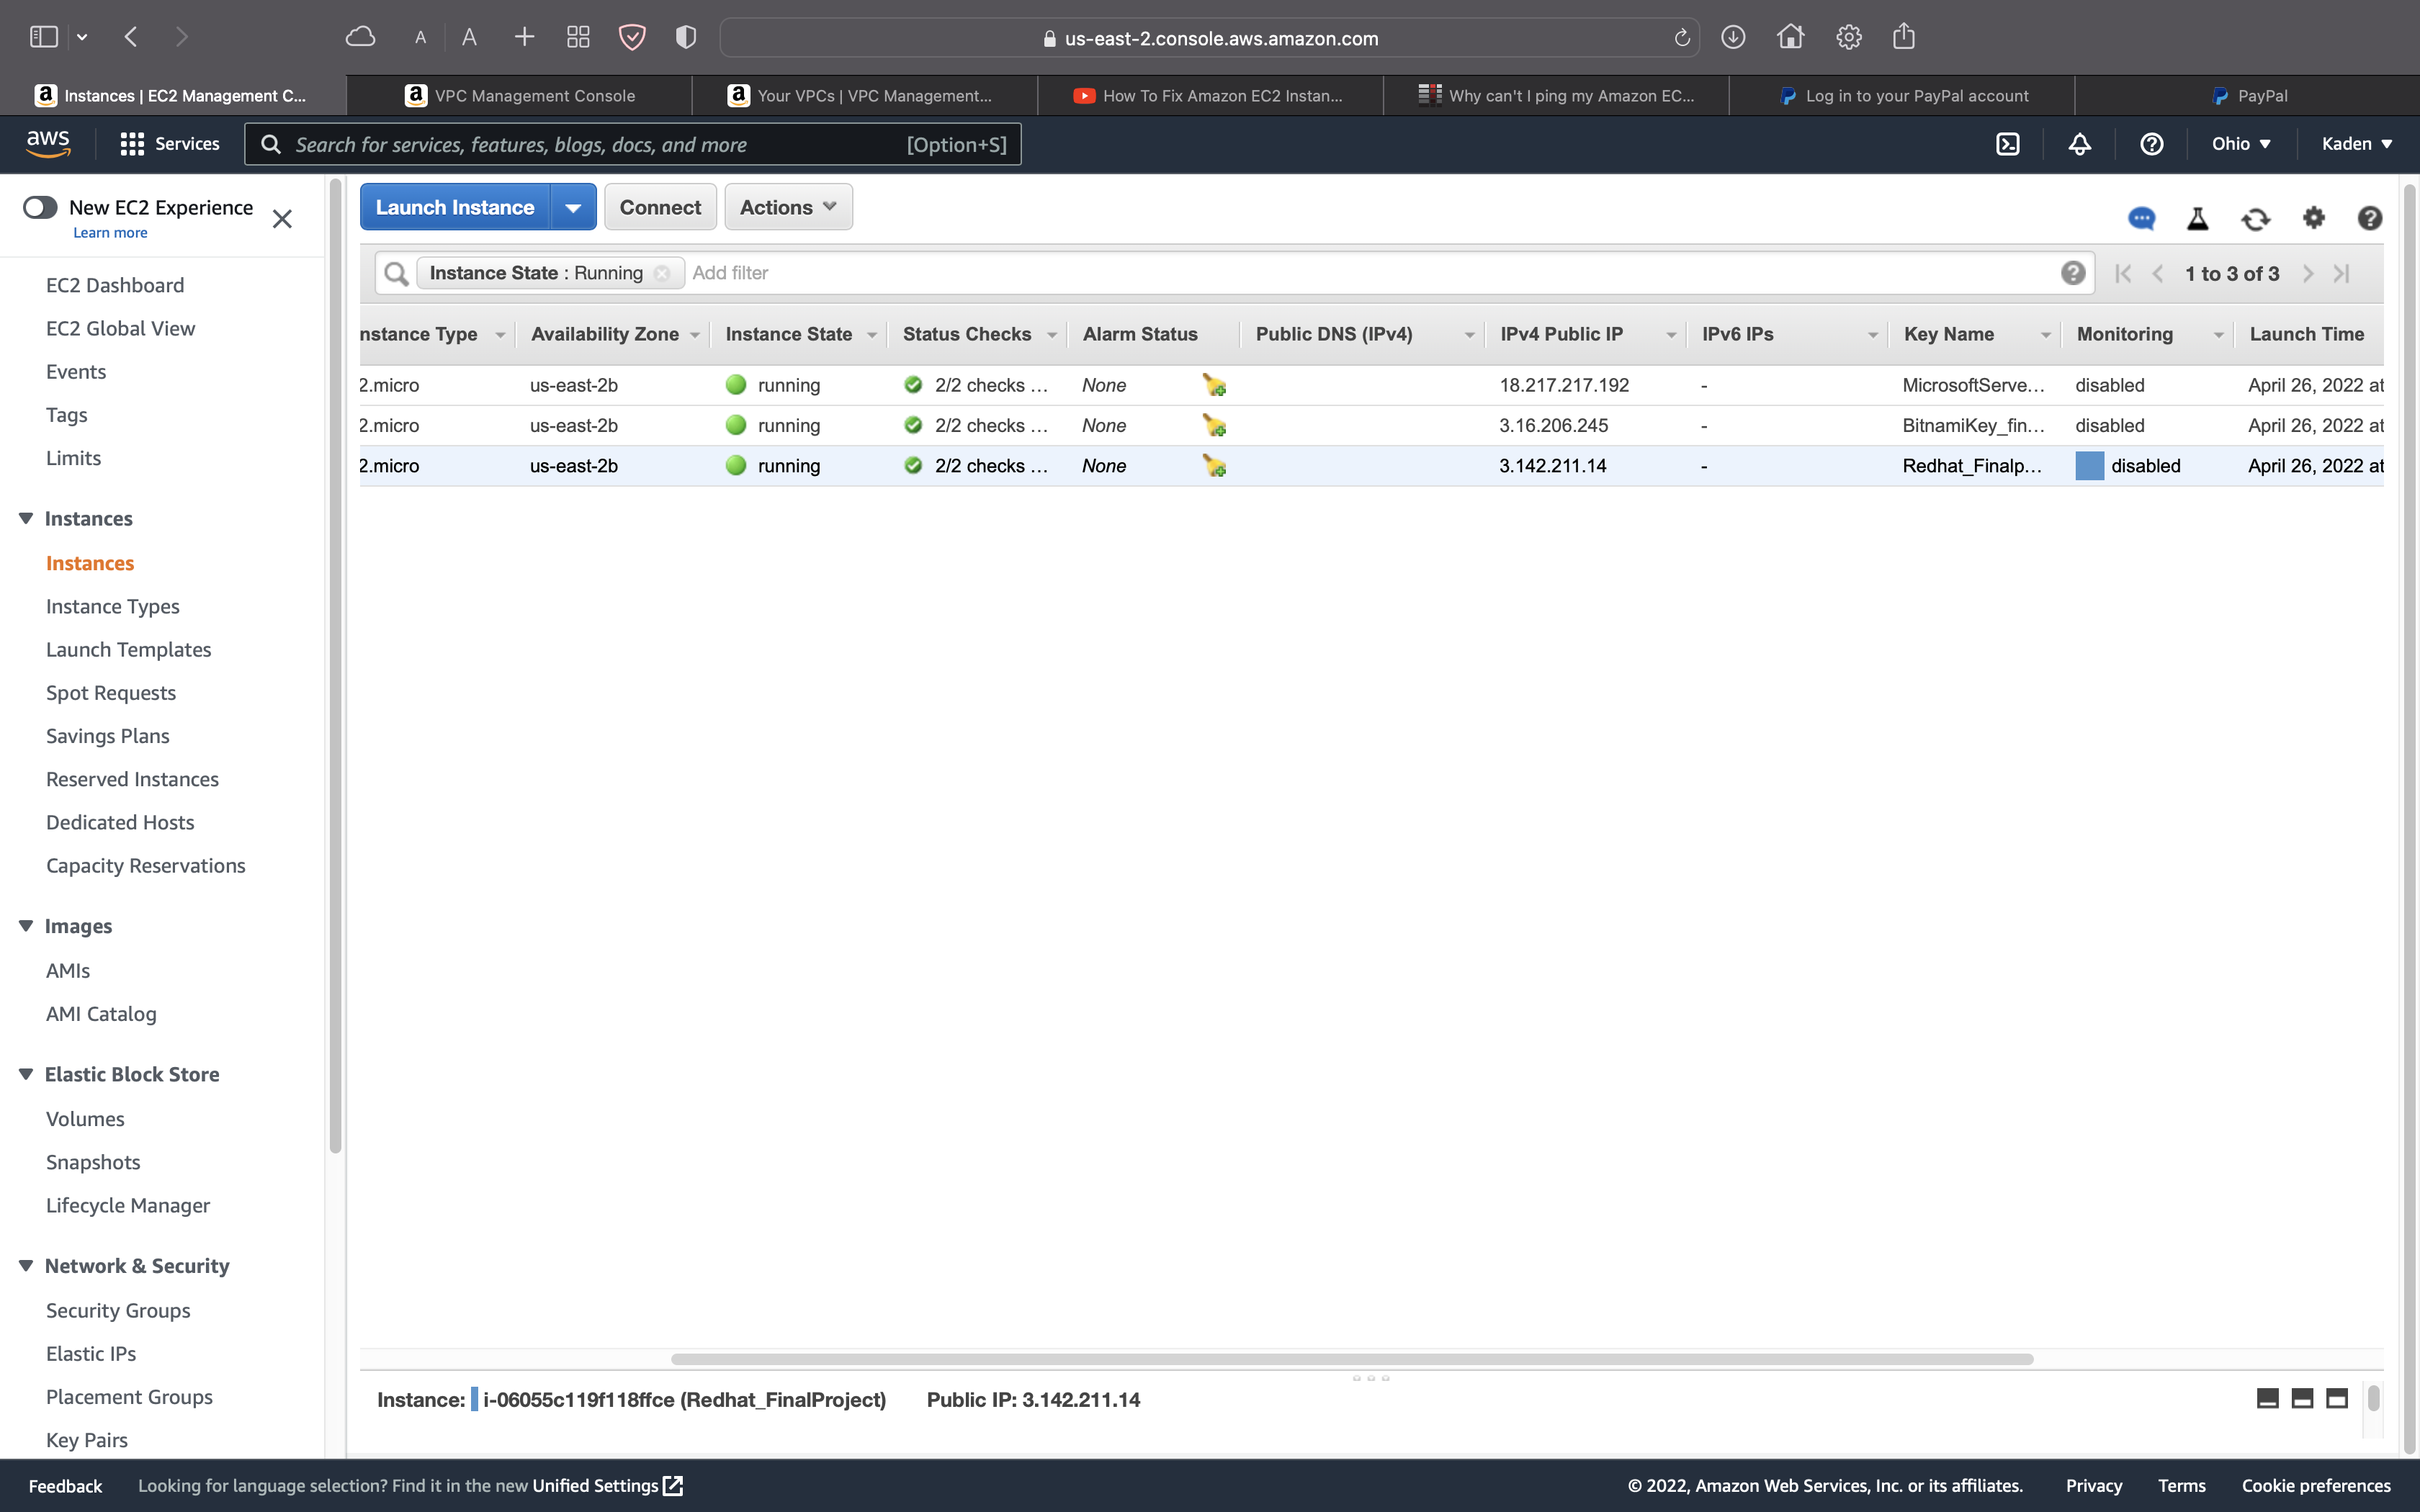 us-east-2.console.aws.amazon.com
Instances | EC2 Management C...
VPC Management Console
Your VPCs | VPC Management...
How To Fix Amazon EC2 Instan...
Why can't I ping my Amazon EC...
Log in to your PayPal account
PayPal
aws
Services
Search for services, features, blogs, docs, and more
[Option+S]
Ohio
Kaden
New EC2 Experience
Learn more
EC2 Dashboard
EC2 Global View
Events
Tags
Limits
Instances
Instances
Instance Types
Launch Templates
Spot Requests
Savings Plans
Reserved Instances
Dedicated Hosts
Capacity Reservations
Images
AMIs
AMI Catalog
Elastic Block Store
Volumes
Snapshots
Lifecycle Manager
Network & Security
Security Groups
Elastic IPs
Placement Groups
Key Pairs
Launch Instance
Connect
Actions
Instance State : Running
Add filter
1 to 3 of 3
nstance Type Availability Zone Instance State Status Checks Alarm Status Public DNS (IPv4) IPv4 Public IP IPv6 IPs Key Name Monitoring Launch Time
2.micro us-east-2b running 2/2 checks ... None 18.217.217.192 - MicrosoftServe... disabled April 26, 2022 at
2.micro us-east-2b running 2/2 checks ... None 3.16.206.245 - BitnamiKey_fin... disabled April 26, 2022 at
2.micro us-east-2b running 2/2 checks ... None 3.142.211.14 - Redhat_Finalp... disabled April 26, 2022 at
Instance: i-06055c119f118ffce (Redhat_FinalProject) Public IP: 3.142.211.14
Feedback
Looking for language selection? Find it in the new Unified Settings
© 2022, Amazon Web Services, Inc. or its affiliates.
Privacy
Terms
Cookie preferences